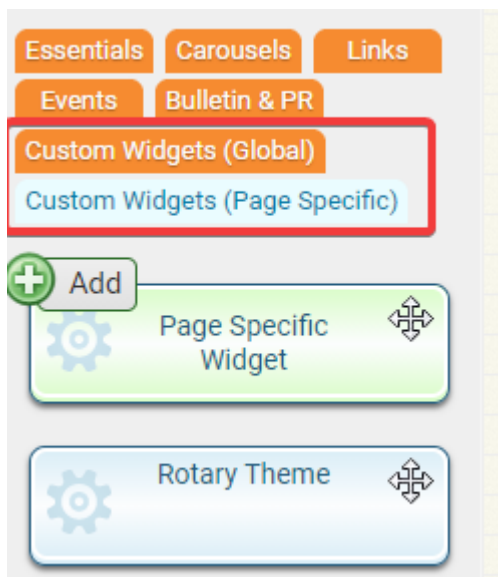 Essentials Carousels Links
Events Bulletin & PR
Custom Widgets (Global)
Custom Widgets (Page Specific)
Add
Page Specific
Widget
Rotary Theme